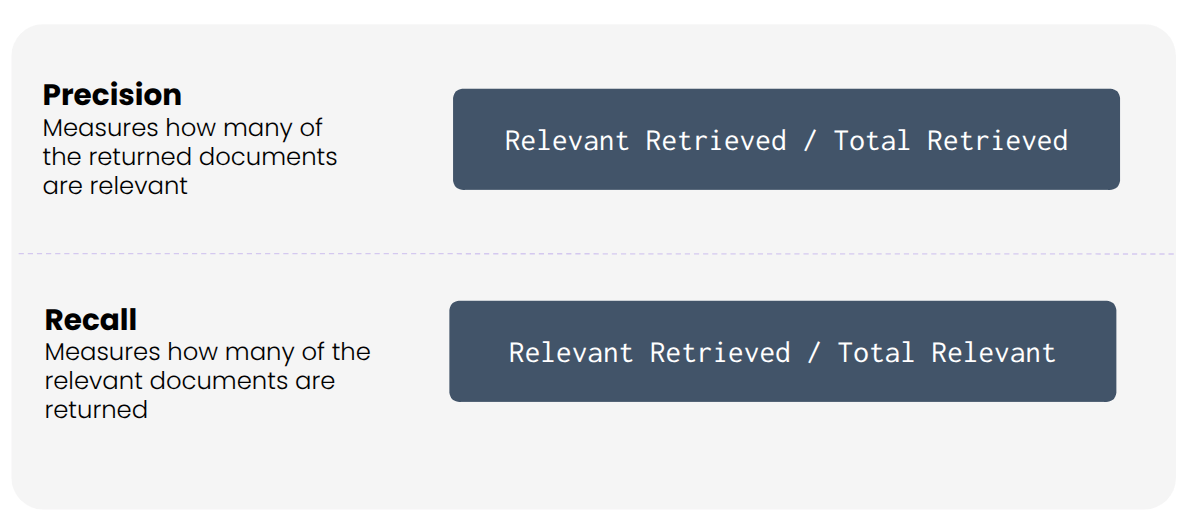 Precision
Measures how many of
the returned documents
are relevant
Relevant Retrieved / Total Retrieved
Recall
Measures how many of the
relevant documents are
returned
Relevant Retrieved / Total Relevant